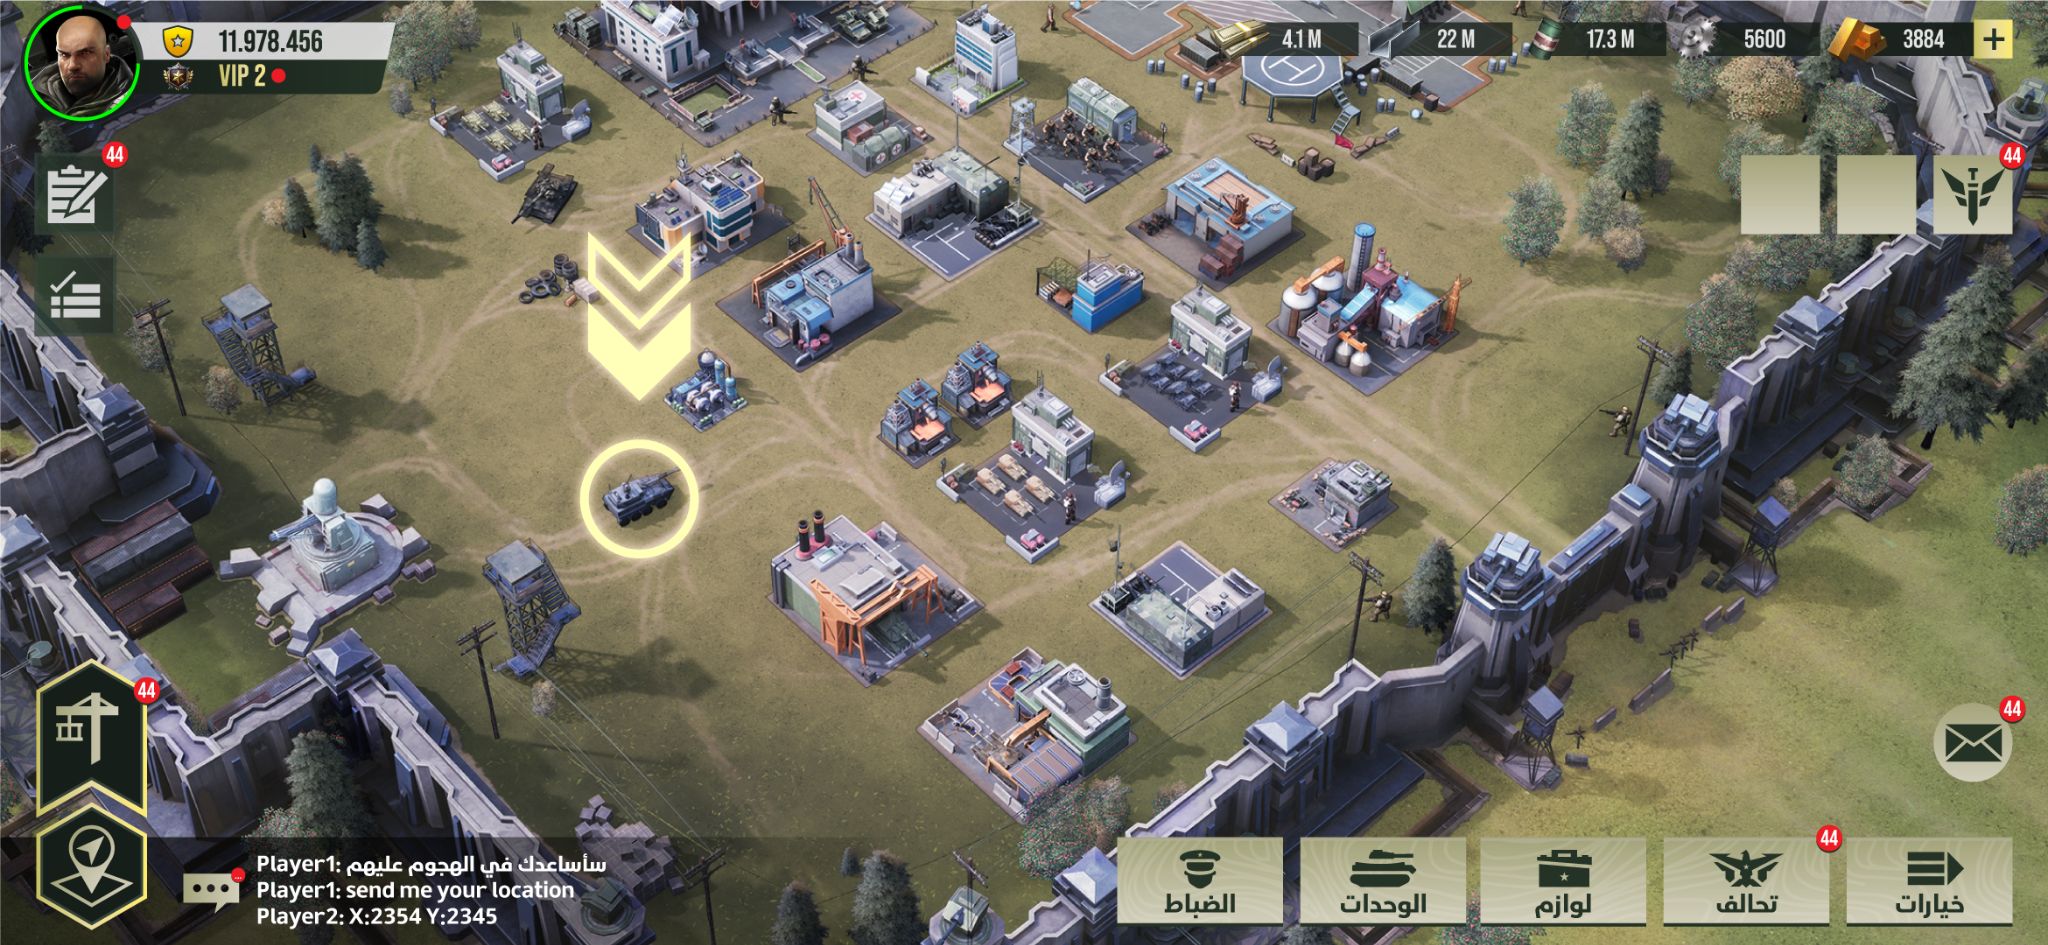 11.978.456
VIP 2
4.1 M
22 M
17.3 M
5600
3884
44
44
44
44
Player1: سأساعدك في الهجوم عليهم
Player1: send me your location
Player2: X:2354 Y:2345
الضباط
الوحدات
لوازم
44
تحالف
خيارات